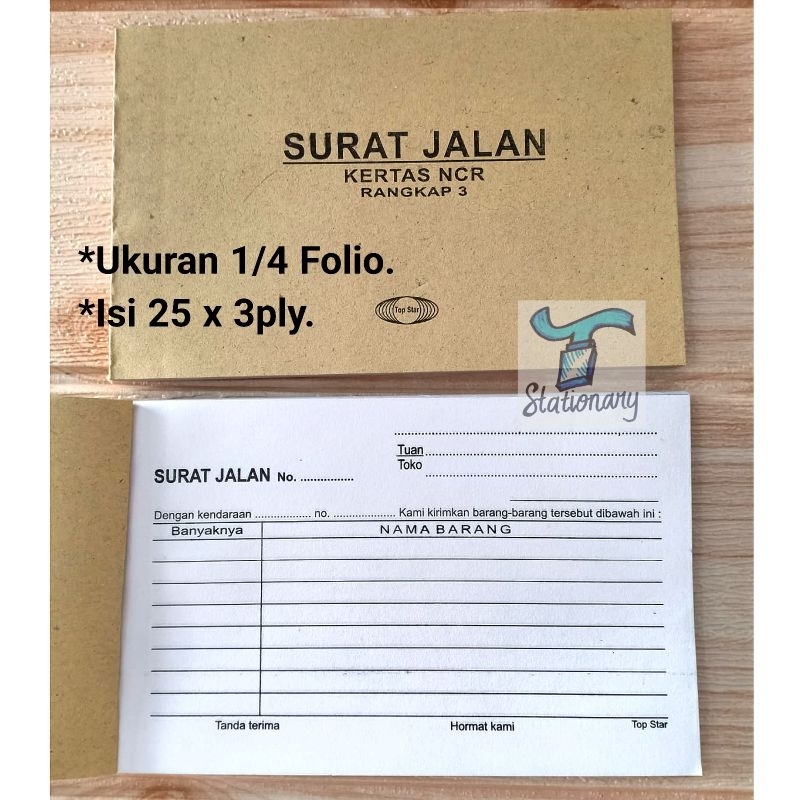 SURAT JALAN
KERTAS NCR
RANGKAP 3
*Ukuran 1/4 Folio.
*Isi 25 x 3ply.
Top Star
Stationary
Tuan
Toko
SURAT JALAN No. ................
Dengan kendaraan ................. no. ................... Kami kirimkan barang-barang tersebut dibawah ini :
Banyaknya NAMA BARANG
Tanda terima Hormat kami Top Star